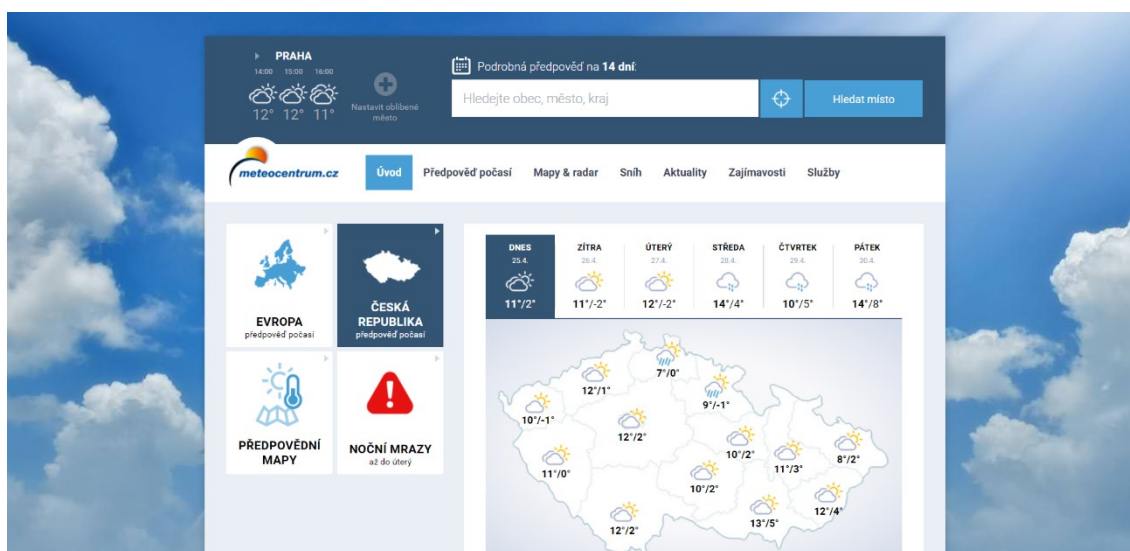 PRAHA
14:00 15:00 16:00
12° 12° 11°
Nastavit oblíbené
město
Podrobná předpověď na 14 dní:
Hledejte obec, město, kraj
Hledat místo
meteocentrum.cz
Úvod Předpověď počasí Mapy & radar Sníh Aktuality Zajímavosti Služby
EVROPA
předpověď počasí
ČESKÁ
REPUBLIKA
předpověď počasí
PŘEDPOVĚDNÍ
MAPY
NOČNÍ MRAZY
až do úterý
DNES ZÍTRA ÚTERÝ STŘEDA ČTVRTEK PÁTEK
25.4. 26.4. 27.4. 28.4. 29.4. 30.4.
11°/2° 11°/-2° 12°/-2° 14°/4° 10°/5° 14°/8°
7°/0°
12°/1°
9°/-1°
10°/-1°
12°/2°
10°/2°
8°/2°
11°/0°
11°/3°
10°/2°
12°/4°
13°/5°
12°/2°